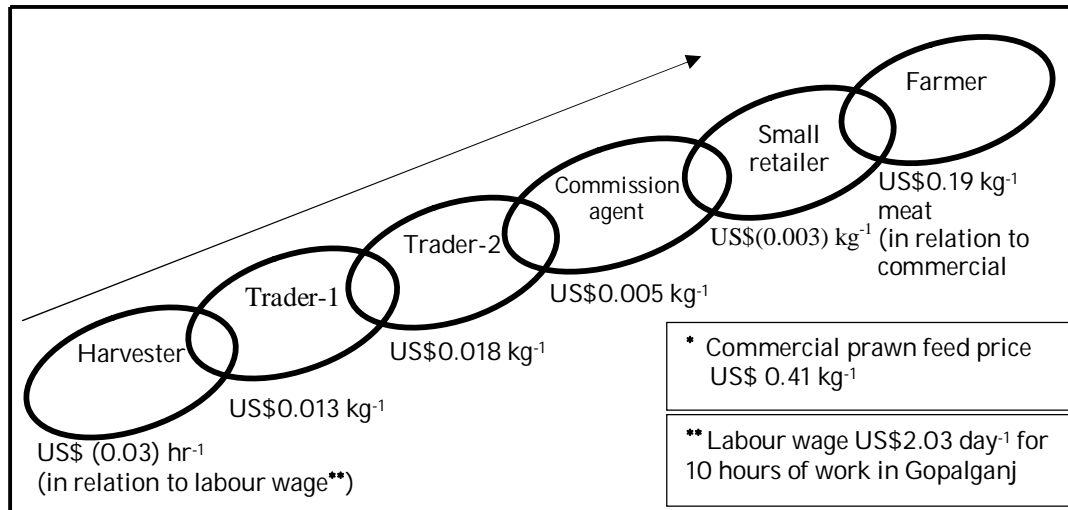 Farmer
Small
retailer
Commission
agent
Trader-2
Trader-1
Harvester
US$0.19 kg⁻¹
meat
(in relation to
commercial
US$(0.003) kg⁻¹
US$0.005 kg⁻¹
US$0.018 kg⁻¹
US$0.013 kg⁻¹
US$ (0.03) hr⁻¹
(in relation to labour wage**)
* Commercial prawn feed price
US$ 0.41 kg⁻¹
** Labour wage US$2.03 day⁻¹ for
10 hours of work in Gopalganj